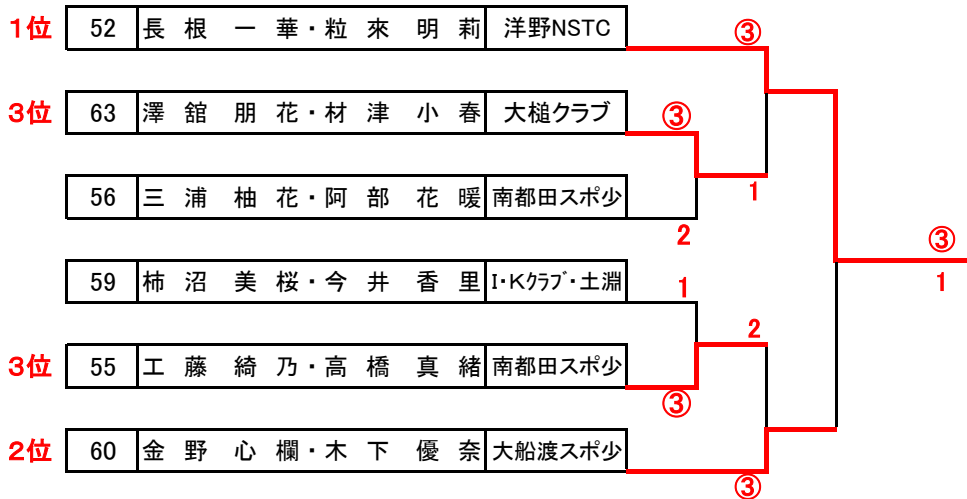 1位 52 長根 一華・粒來 明莉 洋野NSTC
③
3位 63 澤舘 朋花・材津 小春 大槌クラブ
③
56 三浦 柚花・阿部 花暖 南都田スポ少
1
2
③
1
59 柿沼 美桜・今井 香里 I・Kクラブ・土淵
1
2
3位 55 工藤 綺乃・高橋 真緒 南都田スポ少
③
2位 60 金野 心欄・木下 優奈 大船渡スポ少
③